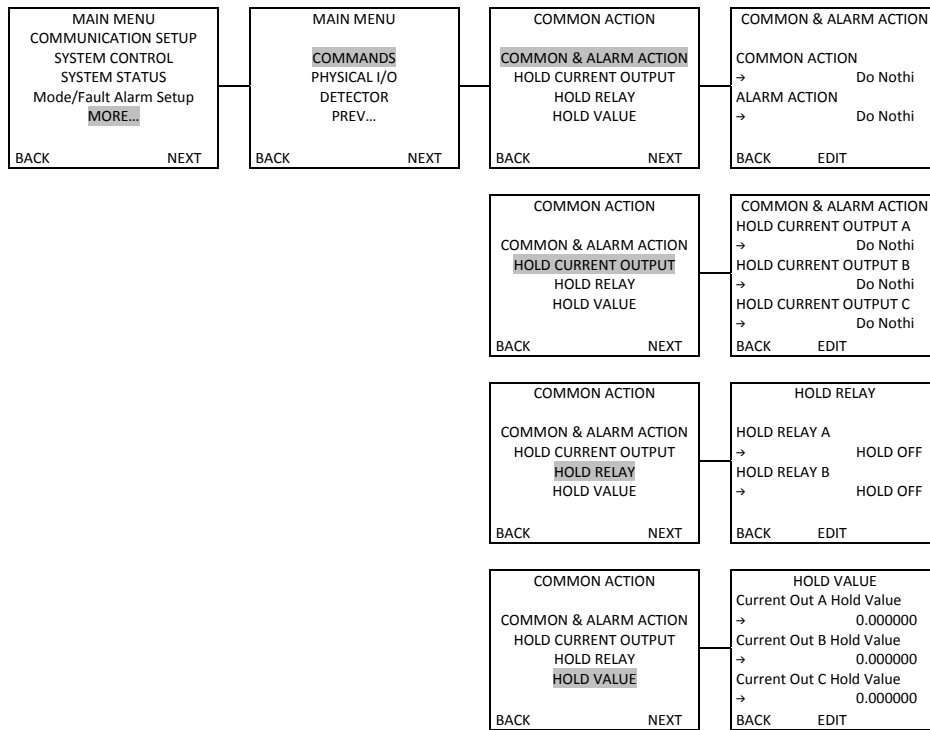 MAIN MENU
COMMUNICATION SETUP
SYSTEM CONTROL
SYSTEM STATUS
Mode/Fault Alarm Setup
MORE...
BACK NEXT
MAIN MENU
COMMANDS
PHYSICAL I/O
DETECTOR
PREV...
BACK NEXT
COMMON ACTION
COMMON & ALARM ACTION
HOLD CURRENT OUTPUT
HOLD RELAY
HOLD VALUE
BACK NEXT
COMMON & ALARM ACTION
COMMON ACTION
→ Do Nothi
ALARM ACTION
→ Do Nothi
BACK EDIT
COMMON ACTION
COMMON & ALARM ACTION
HOLD CURRENT OUTPUT
HOLD RELAY
HOLD VALUE
BACK NEXT
COMMON & ALARM ACTION
HOLD CURRENT OUTPUT A
→ Do Nothi
HOLD CURRENT OUTPUT B
→ Do Nothi
HOLD CURRENT OUTPUT C
→ Do Nothi
BACK EDIT
COMMON ACTION
COMMON & ALARM ACTION
HOLD CURRENT OUTPUT
HOLD RELAY
HOLD VALUE
BACK NEXT
HOLD RELAY
HOLD RELAY A
→ HOLD OFF
HOLD RELAY B
→ HOLD OFF
BACK EDIT
COMMON ACTION
COMMON & ALARM ACTION
HOLD CURRENT OUTPUT
HOLD RELAY
HOLD VALUE
BACK NEXT
HOLD VALUE
Current Out A Hold Value
→ 0.000000
Current Out B Hold Value
→ 0.000000
Current Out C Hold Value
→ 0.000000
BACK EDIT